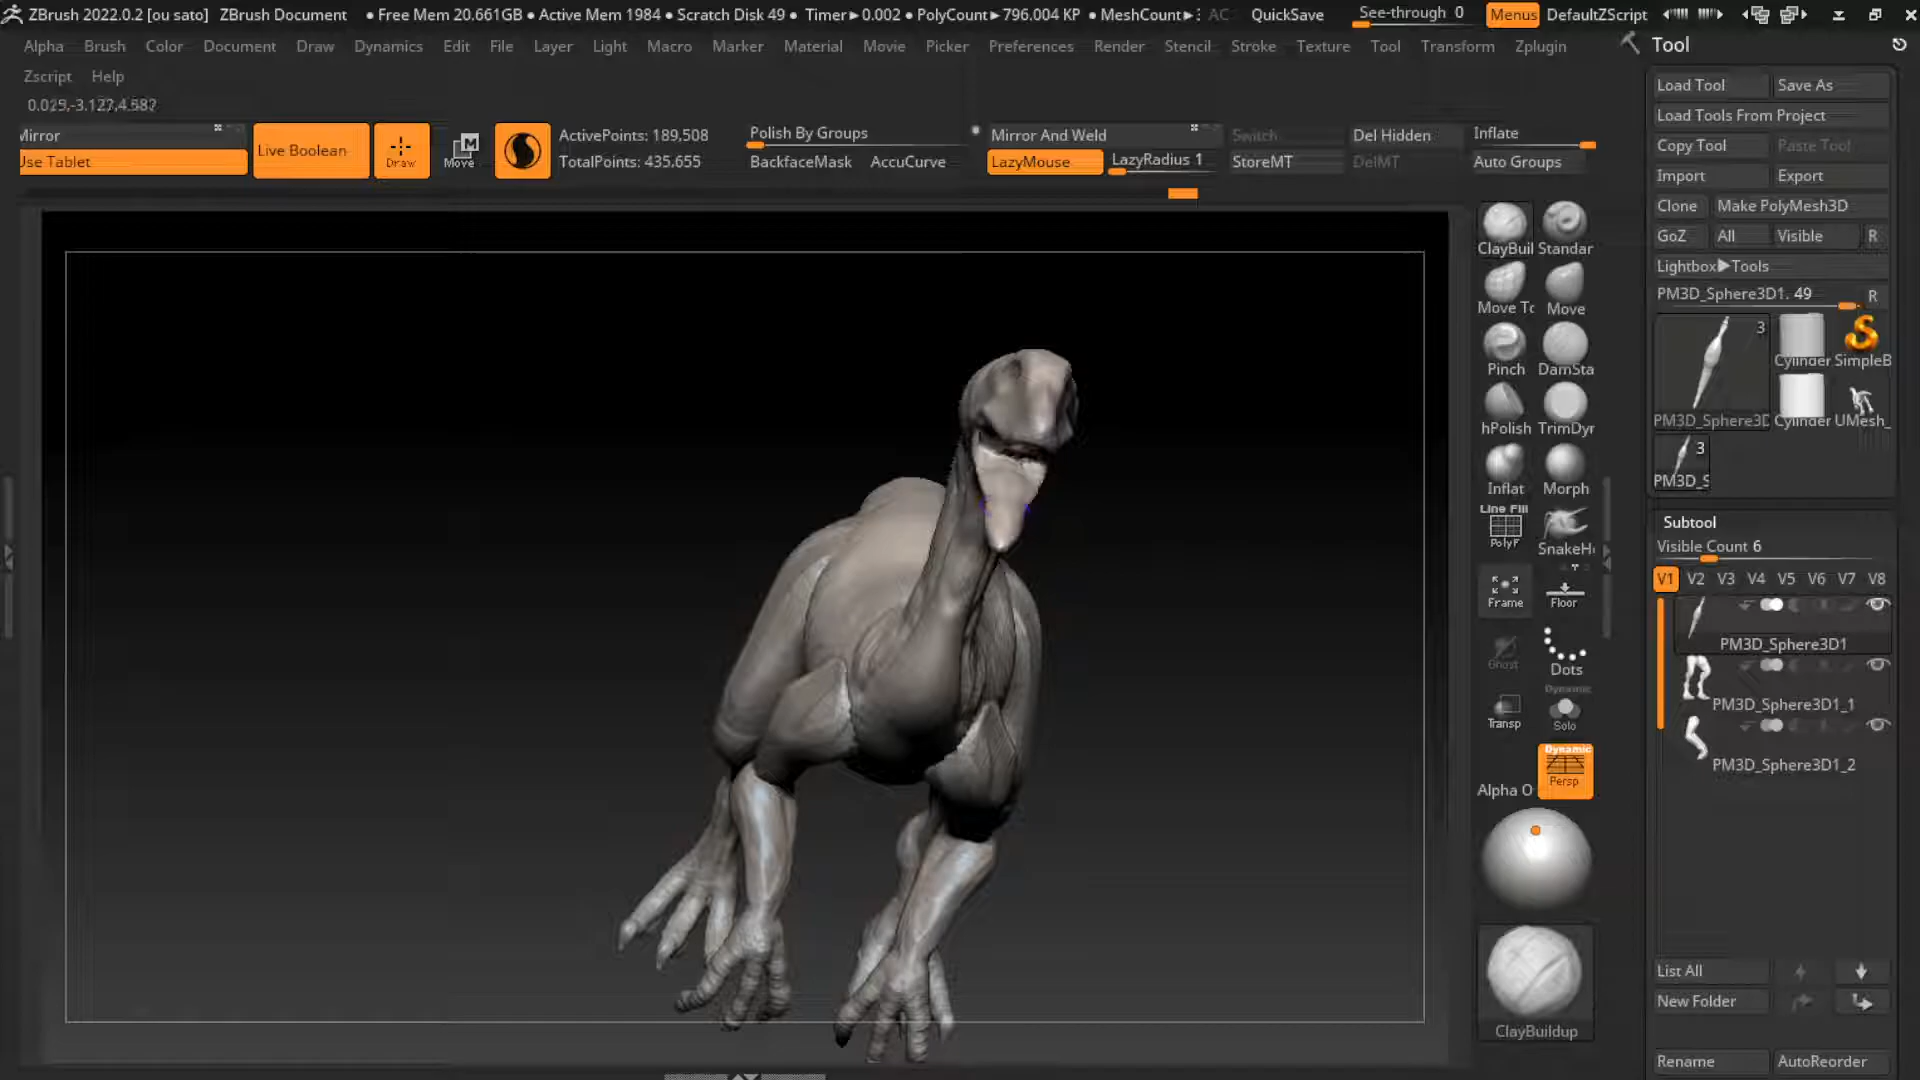 ZBrush 2022.0.2 [ou sato] ZBrush Document • Free Mem 20.661GB • Active Mem 1984 • Scratch Disk 49 • Timer▶0.002 • PolyCount▶796.004 KP • MeshCount▶ AC QuickSave See-through 0 Menus DefaultZScript
Alpha Brush Color Document Draw Dynamics Edit File Layer Light Macro Marker Material Movie Picker Preferences Render Stencil Stroke Texture Tool Transform Zplugin
Zscript Help
0.025,-3.127,4.587
Mirror
Use Tablet
Live Boolean
Draw
Move
ActivePoints: 189,508
TotalPoints: 435,655
Polish By Groups
BackfaceMask AccuCurve
Mirror And Weld
LazyMouse LazyRadius 1
Switch
StoreMT
Del Hidden
DelMT
Inflate
Auto Groups
ClayBuil Standar
Move To Move
Pinch DamSta
hPolish TrimDyn
Inflat Morph
Line Fill
PolyF SnakeH
Frame Floor
Ghost Dots
Transp Dynamic
Solo
Dynamic
Persp
Alpha O
ClayBuildup
Tool
Load Tool Save As
Load Tools From Project
Copy Tool Paste Tool
Import Export
Clone Make PolyMesh3D
GoZ All Visible R
Lightbox▶Tools
PM3D_Sphere3D1. 49 R
3
Cylinder SimpleB
PM3D_Sphere3D Cylinder UMesh_
3
PM3D_S
Subtool
Visible Count 6
V1 V2 V3 V4 V5 V6 V7 V8
PM3D_Sphere3D1
PM3D_Sphere3D1_1
PM3D_Sphere3D1_2
List All
New Folder
Rename AutoReorder